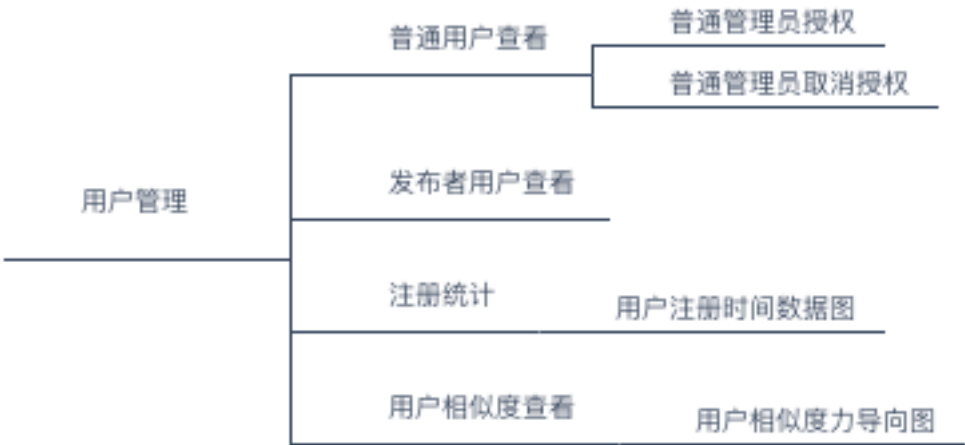 用户管理
普通用户查看
普通管理员授权
普通管理员取消授权
发布者用户查看
注册统计
用户注册时间数据图
用户相似度查看
用户相似度力导向图